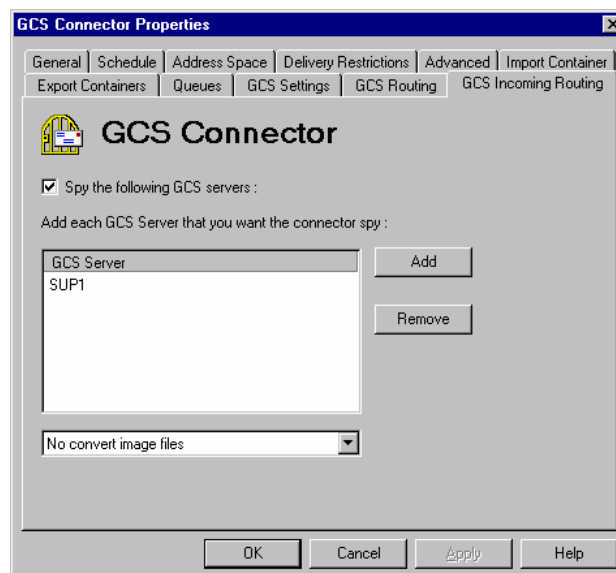 GCS Connector Properties
General Schedule Address Space Delivery Restrictions Advanced Import Container
Export Containers Queues GCS Settings GCS Routing GCS Incoming Routing
GCS Connector
Spy the following GCS servers :
Add each GCS Server that you want the connector spy :
GCS Server
SUP1
Add
Remove
No convert image files
OK Cancel Apply Help